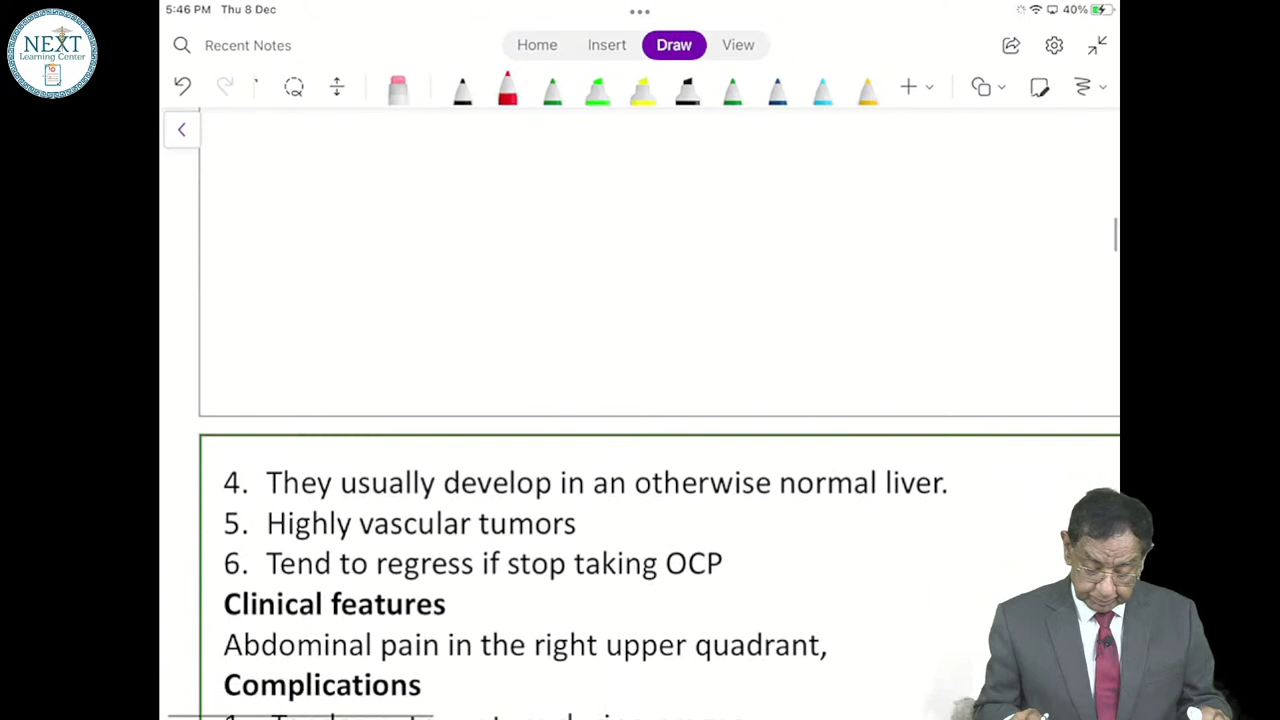 5:46 PM Thu 8 Dec
40%
NEXT
Learning Center
Recent Notes
Home Insert Draw View
4. They usually develop in an otherwise normal liver.
5. Highly vascular tumors
6. Tend to regress if stop taking OCP
Clinical features
Abdominal pain in the right upper quadrant,
Complications